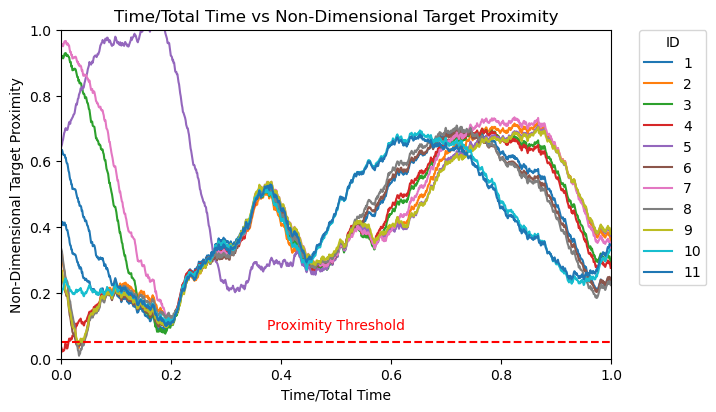 Time/Total Time vs Non-Dimensional Target Proximity
Non-Dimensional Target Proximity
1.0
0.8
0.6
0.4
0.2
0.0
Proximity Threshold
0.0 0.2 0.4 0.6 0.8 1.0
Time/Total Time
ID
1
2
3
4
5
6
7
8
9
10
11